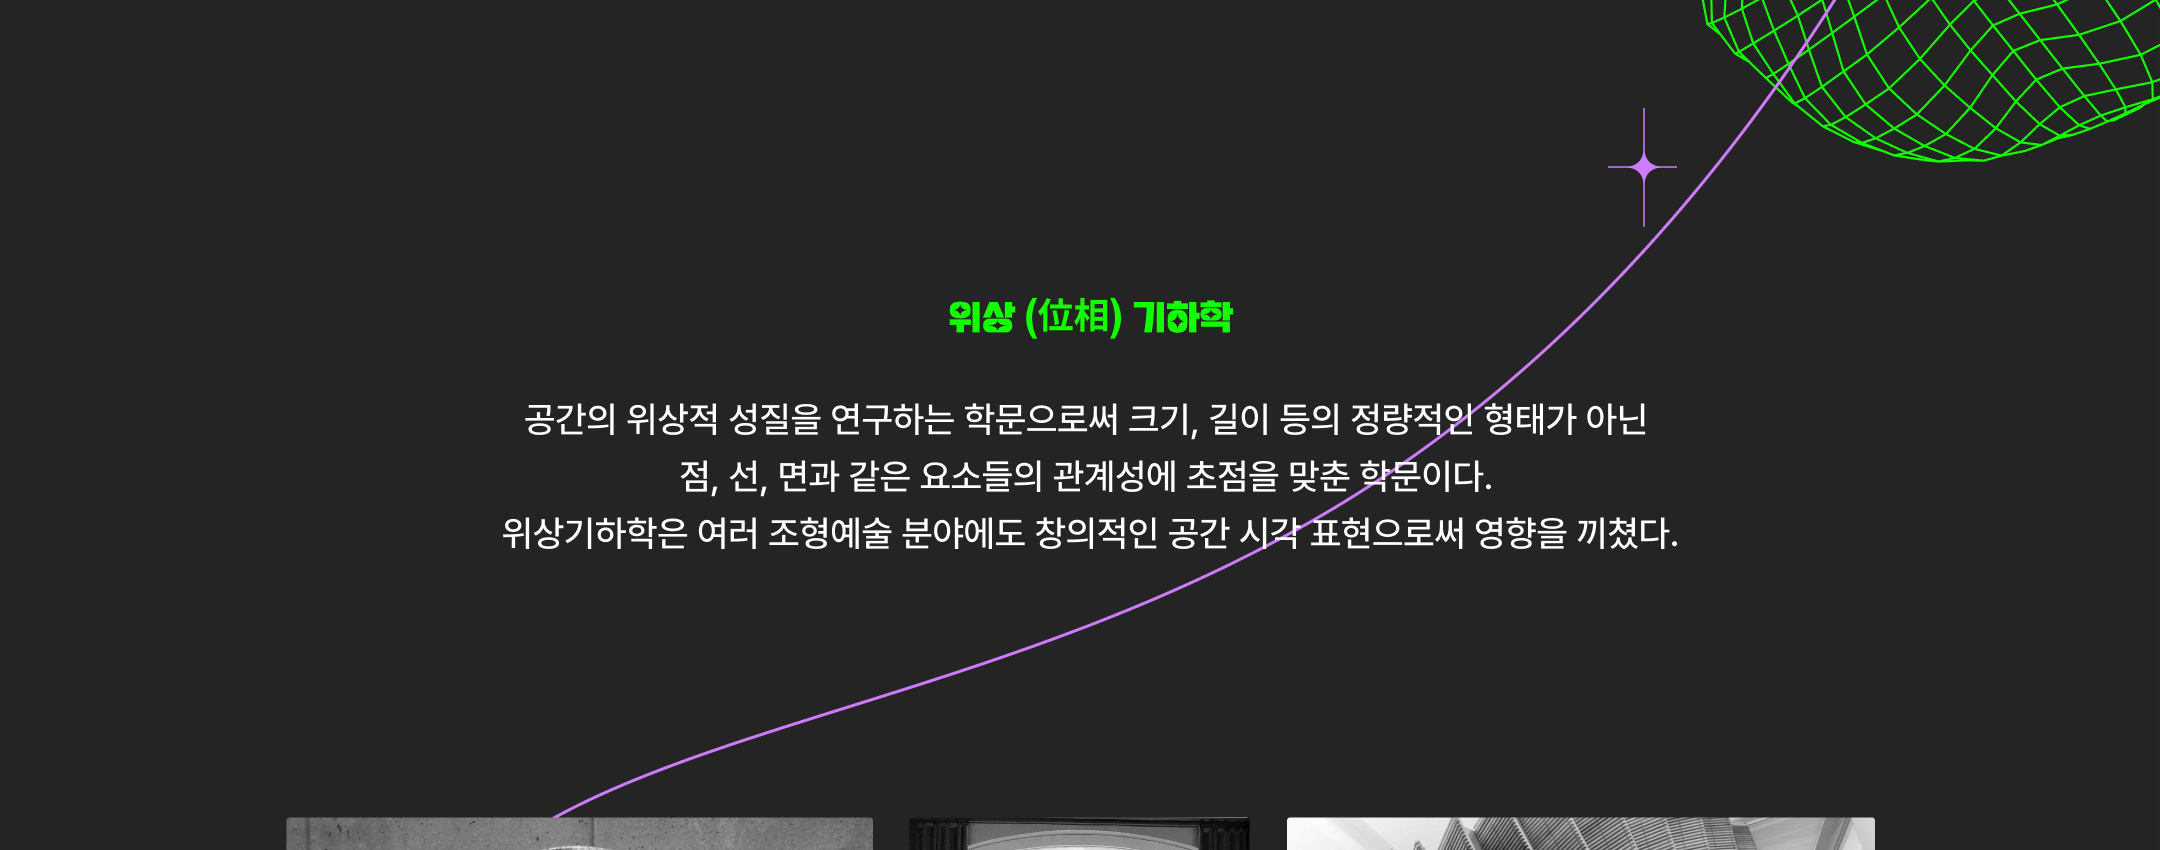 위상 (位相) 기하학
공간의 위상적 성질을 연구하는 학문으로써 크기, 길이 등의 정량적인 형태가 아닌
점, 선, 면과 같은 요소들의 관계성에 초점을 맞춘 학문이다.
위상기하학은 여러 조형예술 분야에도 창의적인 공간 시각 표현으로써 영향을 끼쳤다.